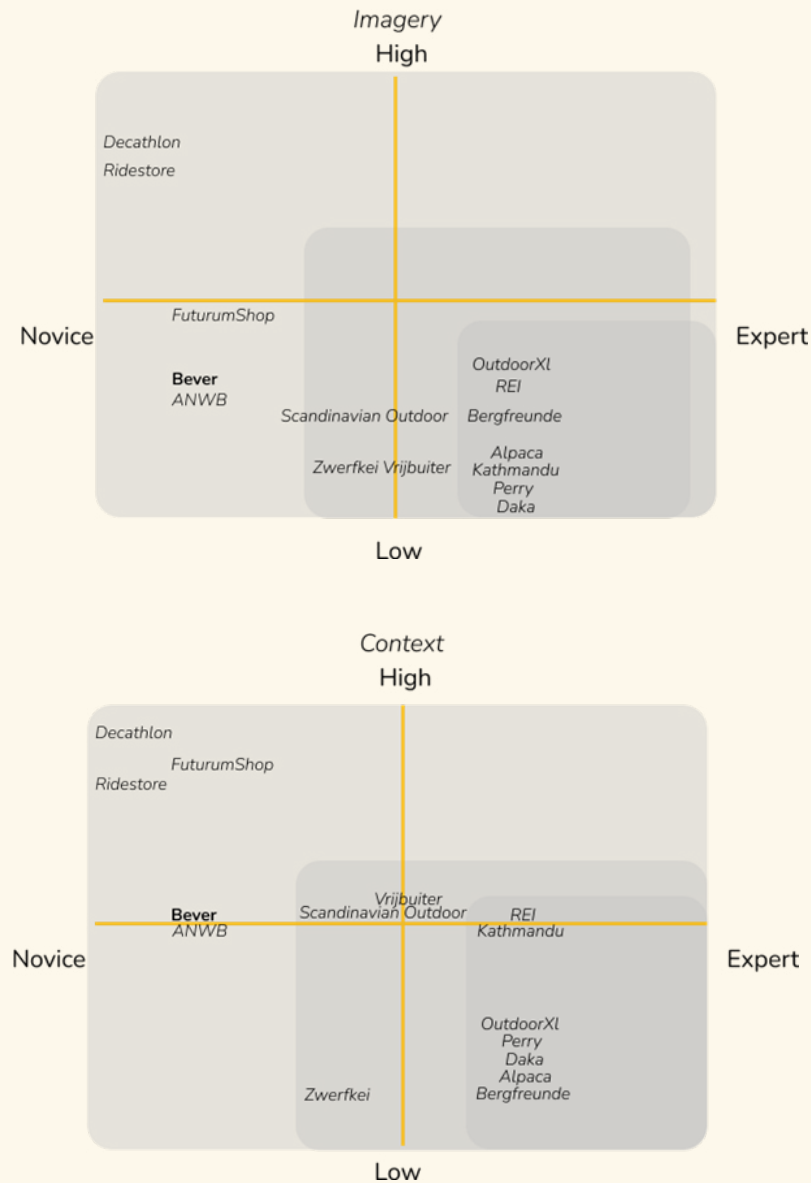 Imagery
High
Decathlon
Ridestore
FuturumShop
Novice
Expert
OutdoorXl
Bever
REI
ANWB
Scandinavian Outdoor
Bergfreunde
Alpaca
Zwerfkei Vrijbuiter
Kathmandu
Perry
Daka
Low
Context
High
Decathlon
FuturumShop
Ridestore
Vrijbuiter
Scandinavian Outdoor
Bever
REI
ANWB
Kathmandu
Novice
Expert
OutdoorXl
Perry
Daka
Alpaca
Zwerfkei
Bergfreunde
Low